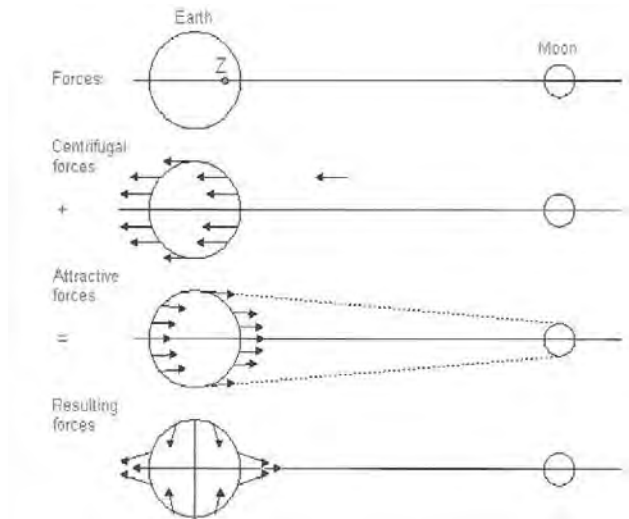 Earth
Moon
Z
Forces:
Centrifugal
forces
+
Attractive
forces
=
Resulting
forces